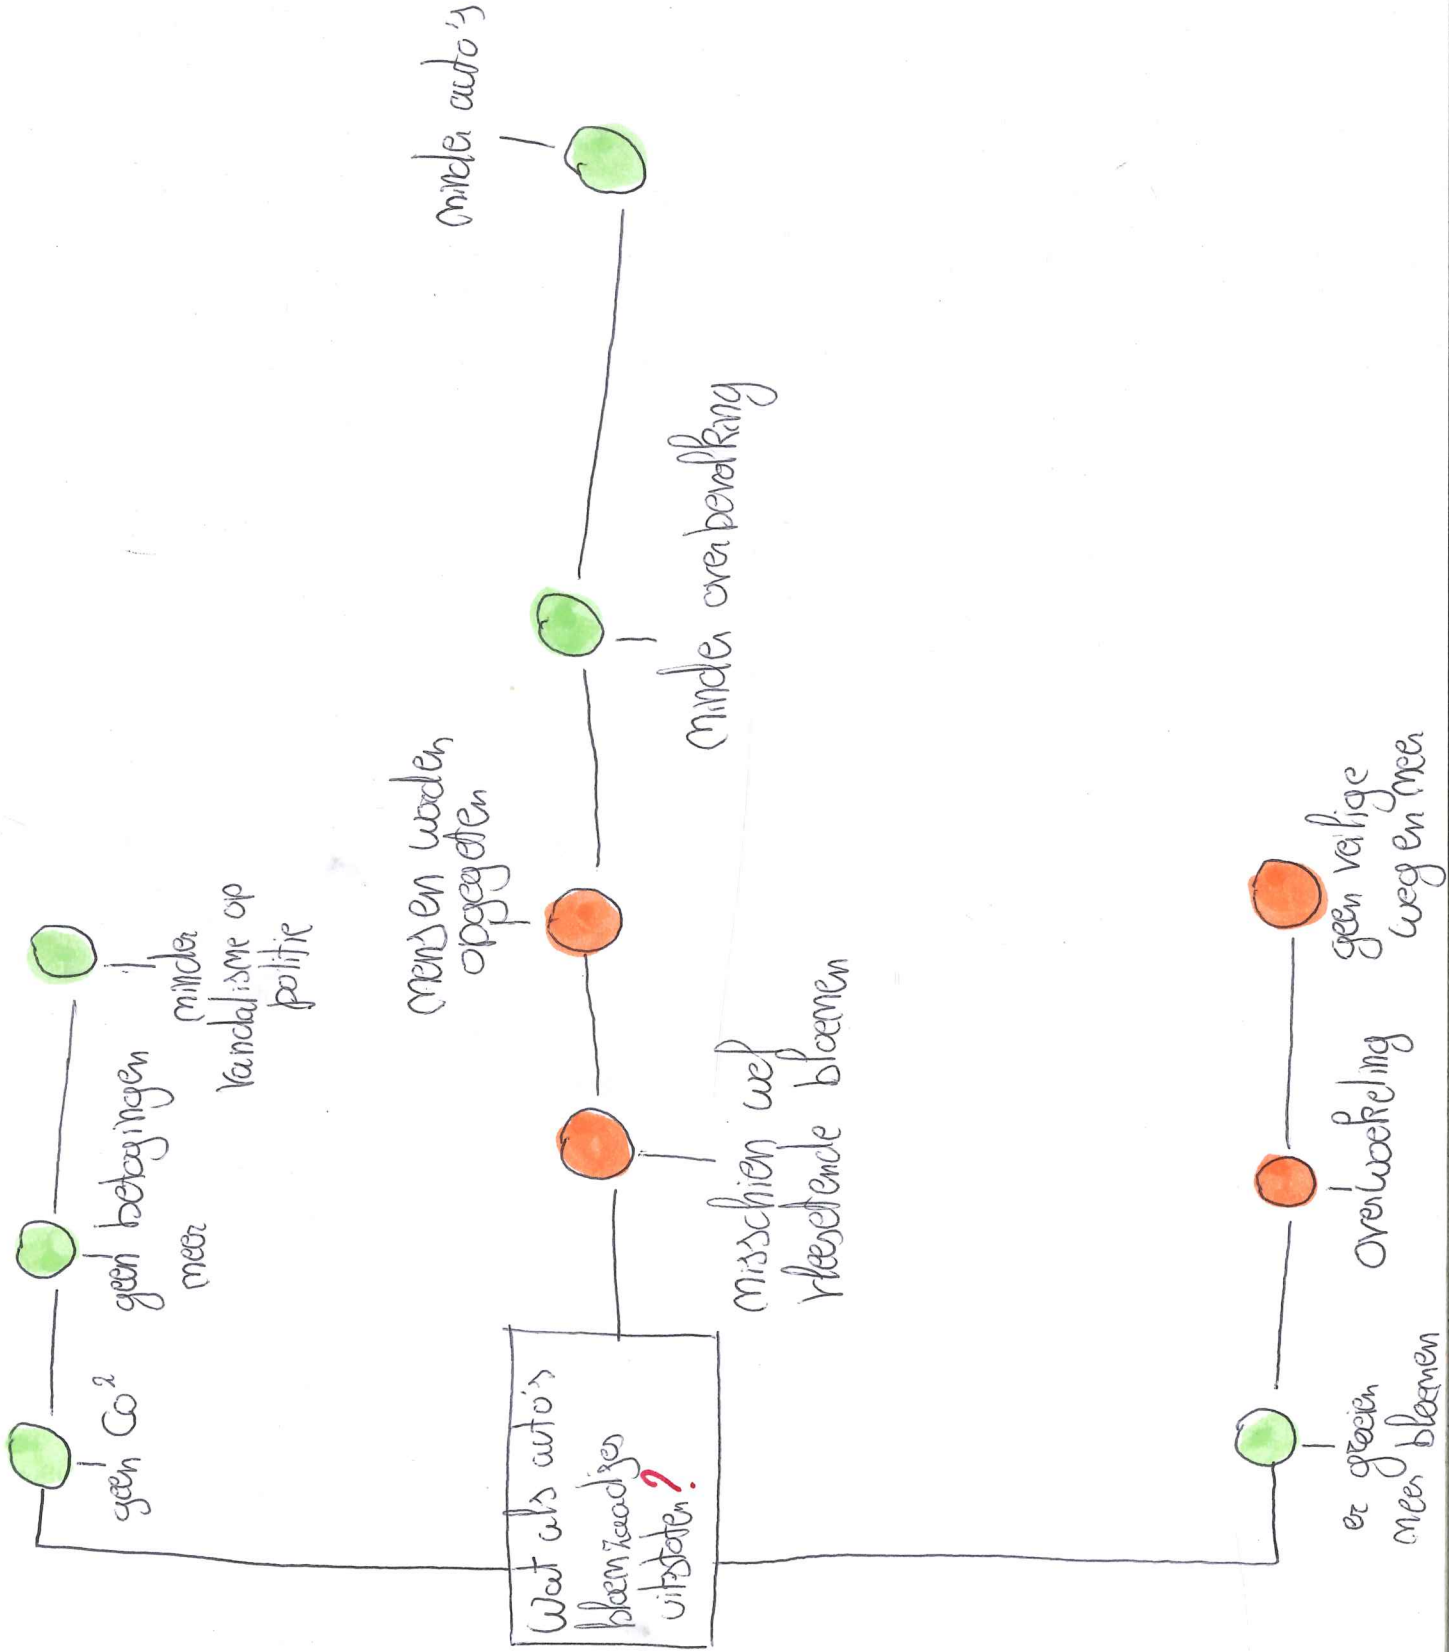 geen Co²
geen betogingen
meer
minder
vandalisme op
politie
Wat als auto's
bloemzaadjes
uitstoten?
misschien wel
vleesetende bloemen
mensen worden
opgegeten
minder overbevolking
minder auto's
er groeien
meer bloemen
overwoekeling
geen veilige
wegen meer